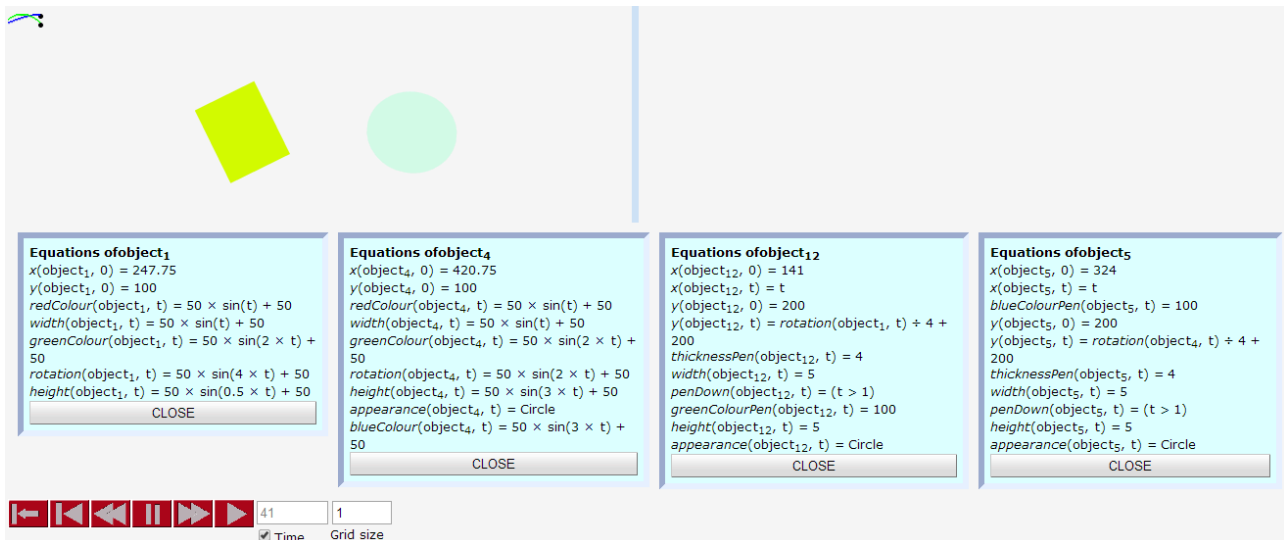 Equations ofobject₁
x(object₁, 0) = 247.75
y(object₁, 0) = 100
redColour(object₁, t) = 50 × sin(t) + 50
width(object₁, t) = 50 × sin(t) + 50
greenColour(object₁, t) = 50 × sin(2 × t) +
50
rotation(object₁, t) = 50 × sin(4 × t) + 50
height(object₁, t) = 50 × sin(0.5 × t) + 50
CLOSE
Equations ofobject₄
x(object₄, 0) = 420.75
y(object₄, 0) = 100
redColour(object₄, t) = 50 × sin(t) + 50
width(object₄, t) = 50 × sin(t) + 50
greenColour(object₄, t) = 50 × sin(2 × t) +
50
rotation(object₄, t) = 50 × sin(2 × t) + 50
height(object₄, t) = 50 × sin(3 × t) + 50
appearance(object₄, t) = Circle
blueColour(object₄, t) = 50 × sin(3 × t) +
50
CLOSE
Equations ofobject₁₂
x(object₁₂, 0) = 141
x(object₁₂, t) = t
y(object₁₂, 0) = 200
y(object₁₂, t) = rotation(object₁, t) ÷ 4 +
200
thicknessPen(object₁₂, t) = 4
width(object₁₂, t) = 5
penDown(object₁₂, t) = (t > 1)
greenColourPen(object₁₂, t) = 100
height(object₁₂, t) = 5
appearance(object₁₂, t) = Circle
CLOSE
Equations ofobject₅
x(object₅, 0) = 324
x(object₅, t) = t
blueColourPen(object₅, t) = 100
y(object₅, 0) = 200
y(object₅, t) = rotation(object₄, t) ÷ 4 +
200
thicknessPen(object₅, t) = 4
width(object₅, t) = 5
penDown(object₅, t) = (t > 1)
height(object₅, t) = 5
appearance(object₅, t) = Circle
CLOSE
41
1
Time
Grid size